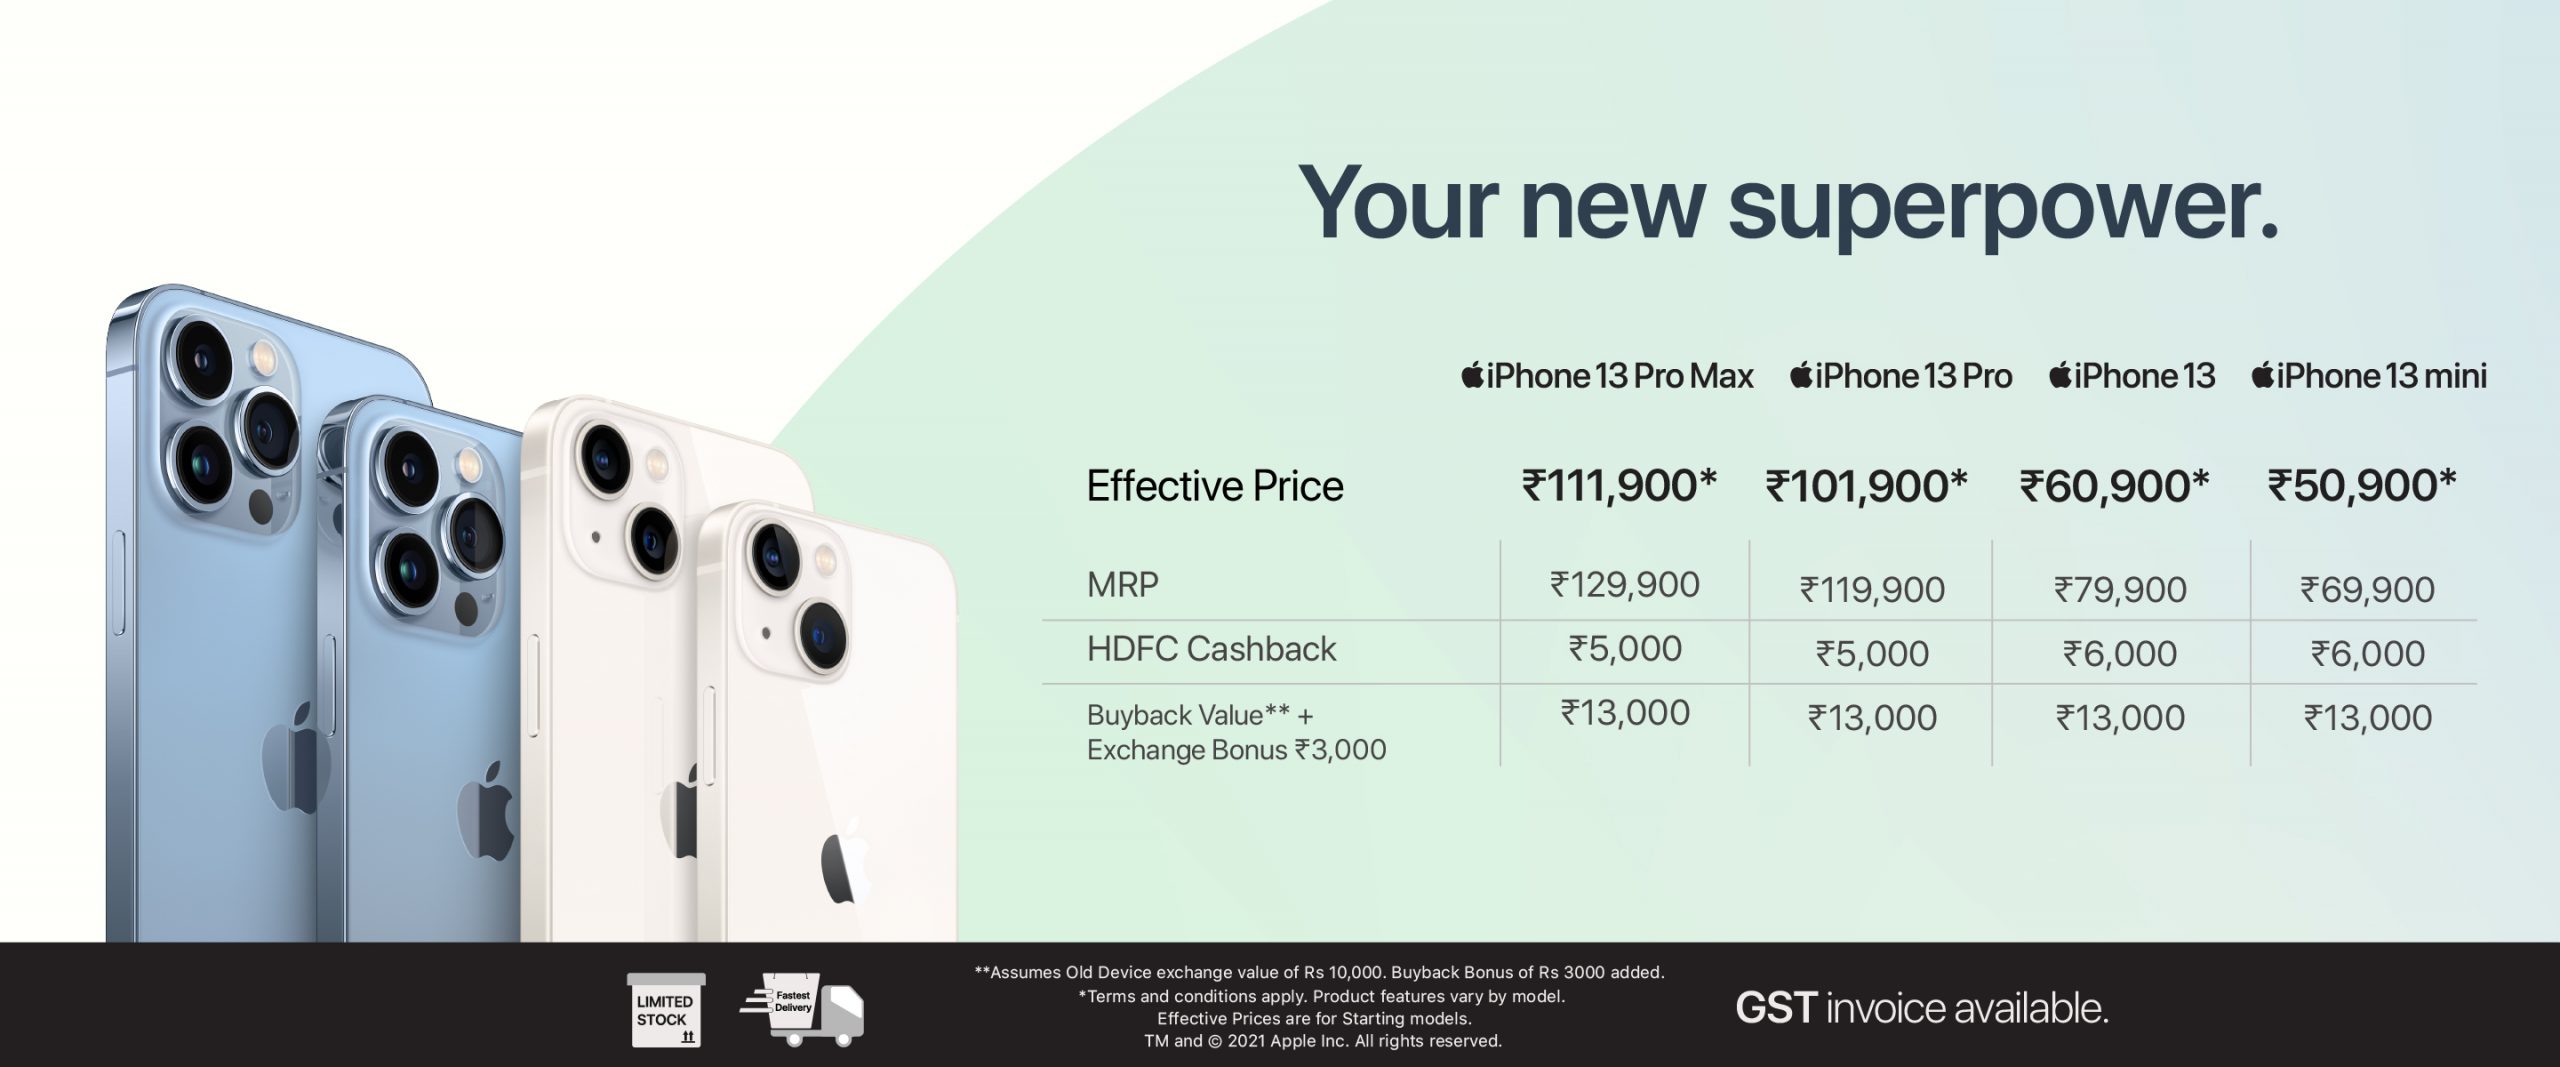 Your new superpower.
iPhone 13 Pro Max iPhone 13 Pro iPhone 13 iPhone 13 mini
Effective Price ₹111,900* ₹101,900* ₹60,900* ₹50,900*
MRP ₹129,900 ₹119,900 ₹79,900 ₹69,900
HDFC Cashback ₹5,000 ₹5,000 ₹6,000 ₹6,000
Buyback Value** +
Exchange Bonus ₹3,000 ₹13,000 ₹13,000 ₹13,000 ₹13,000
LIMITED
STOCK
Fastest
Delivery
**Assumes Old Device exchange value of Rs 10,000. Buyback Bonus of Rs 3000 added.
*Terms and conditions apply. Product features vary by model.
Effective Prices are for Starting models.
TM and © 2021 Apple Inc. All rights reserved.
GST invoice available.